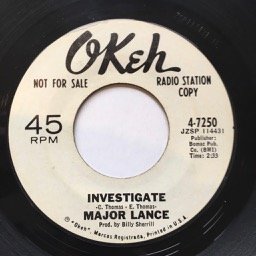 OKeh
NOT FOR SALE
RADIO STATION
COPY
45
RPM
4-7250
JZSP 114431
Publisher:
Bomac Pub.
Co. (BMI)
Time: 2:33
INVESTIGATE
-C. Thomas - E. Thomas-
MAJOR LANCE
Prod. by Billy Sherrill
® "Okeh" Marcas Registrada. Printed in U.S.A.